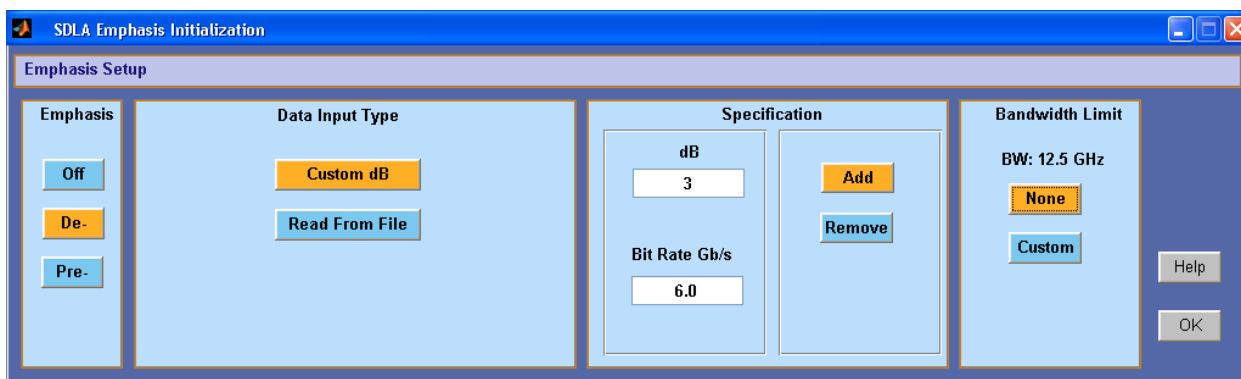 SDLA Emphasis Initialization
Emphasis Setup
Emphasis
Off
De-
Pre-
Data Input Type
Custom dB
Read From File
Specification
dB
3
Bit Rate Gb/s
6.0
Add
Remove
Bandwidth Limit
BW: 12.5 GHz
None
Custom
Help
OK